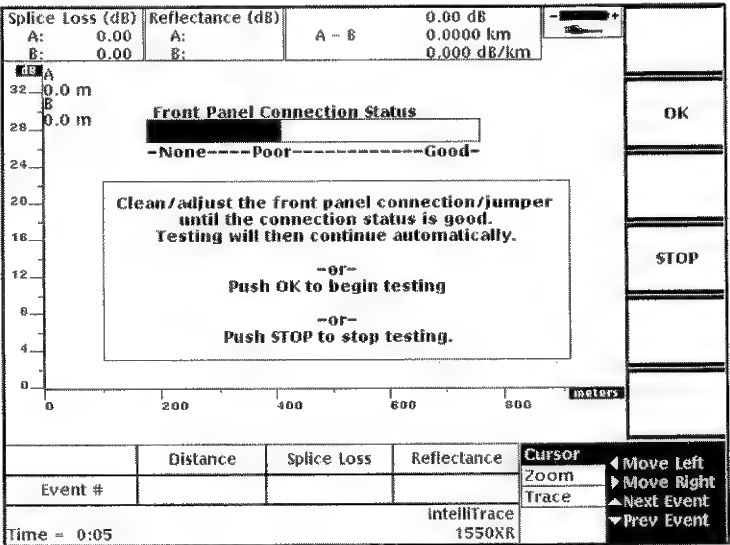 Splice Loss (dB) Reflectance (dB) 0.00 dB - +
A: 0.00 A: A - B 0.0000 km
B: 0.00 B: 0.000 dB/km
dB A
32 0.0 m
B
0.0 m
Front Panel Connection Status
28
-None----Poor-------------Good-
24
20
16
12
8
4
0
Clean/adjust the front panel connection/jumper
until the connection status is good.
Testing will then continue automatically.
-or-
Push OK to begin testing
-or-
Push STOP to stop testing.
OK
STOP
meters
0 200 400 600 800
Distance Splice Loss Reflectance
Event #
Cursor
Zoom
Trace
Move Left
Move Right
Next Event
Prev Event
IntelliTrace
Time = 0:05 1550XR